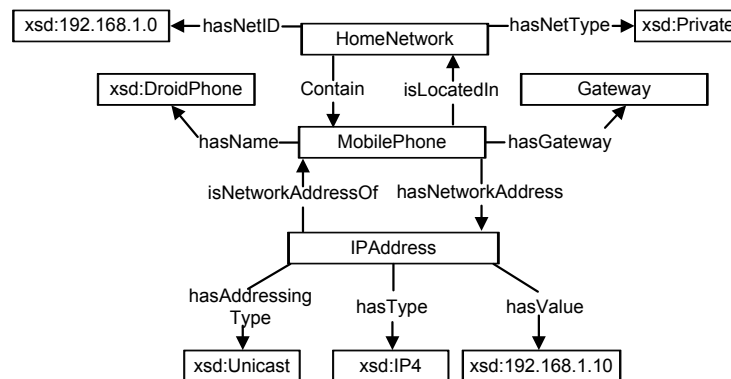 xsd:192.168.1.0
hasNetID
HomeNetwork
hasNetType
xsd:Private
xsd:DroidPhone
Contain
isLocatedIn
Gateway
hasName
MobilePhone
hasGateway
isNetworkAddressOf
hasNetworkAddress
IPAddress
hasAddressing
Type
hasType
hasValue
xsd:Unicast
xsd:IP4
xsd:192.168.1.10